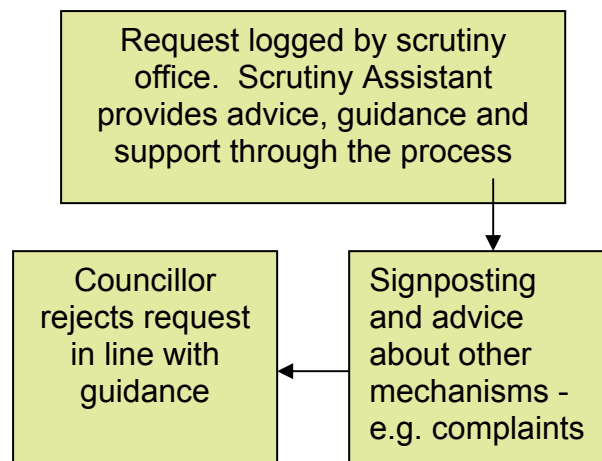 Request logged by scrutiny
office.  Scrutiny Assistant
provides advice, guidance and
support through the process
Councillor
rejects request
in line with
guidance
Signposting
and advice
about other
mechanisms -
e.g. complaints